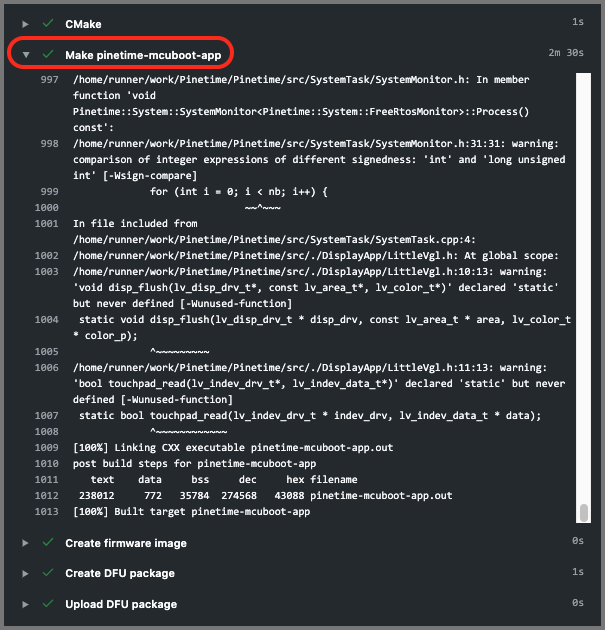 CMake 1s
Make pinetime-mcuboot-app 2m 30s
997 /home/runner/work/Pinetime/Pinetime/src/SystemTask/SystemMonitor.h: In member
function 'void
Pinetime::System::SystemMonitor<Pinetime::System::FreeRtosMonitor>::Process()
const':
998 /home/runner/work/Pinetime/Pinetime/src/SystemTask/SystemMonitor.h:31:31: warning:
comparison of integer expressions of different signedness: 'int' and 'long unsigned
int' [-Wsign-compare]
999 for (int i = 0; i < nb; i++) {
1000 ~~^~~~
1001 In file included from
/home/runner/work/Pinetime/Pinetime/src/SystemTask/SystemTask.cpp:4:
1002 /home/runner/work/Pinetime/Pinetime/src/./DisplayApp/LittleVgl.h: At global scope:
1003 /home/runner/work/Pinetime/Pinetime/src/./DisplayApp/LittleVgl.h:10:13: warning:
'void disp_flush(lv_disp_drv_t*, const lv_area_t*, lv_color_t*)' declared 'static'
but never defined [-Wunused-function]
1004 static void disp_flush(lv_disp_drv_t * disp_drv, const lv_area_t * area, lv_color_t
* color_p);
1005 ^~~~~~~~~~
1006 /home/runner/work/Pinetime/Pinetime/src/./DisplayApp/LittleVgl.h:11:13: warning:
'bool touchpad_read(lv_indev_drv_t*, lv_indev_data_t*)' declared 'static' but never
defined [-Wunused-function]
1007 static bool touchpad_read(lv_indev_drv_t * indev_drv, lv_indev_data_t * data);
1008 ^~~~~~~~~~~~~
1009 [100%] Linking CXX executable pinetime-mcuboot-app.out
1010 post build steps for pinetime-mcuboot-app
1011 text data bss dec hex filename
1012 238012 772 35784 274568 43088 pinetime-mcuboot-app.out
1013 [100%] Built target pinetime-mcuboot-app
Create firmware image 0s
Create DFU package 1s
Upload DFU package 0s